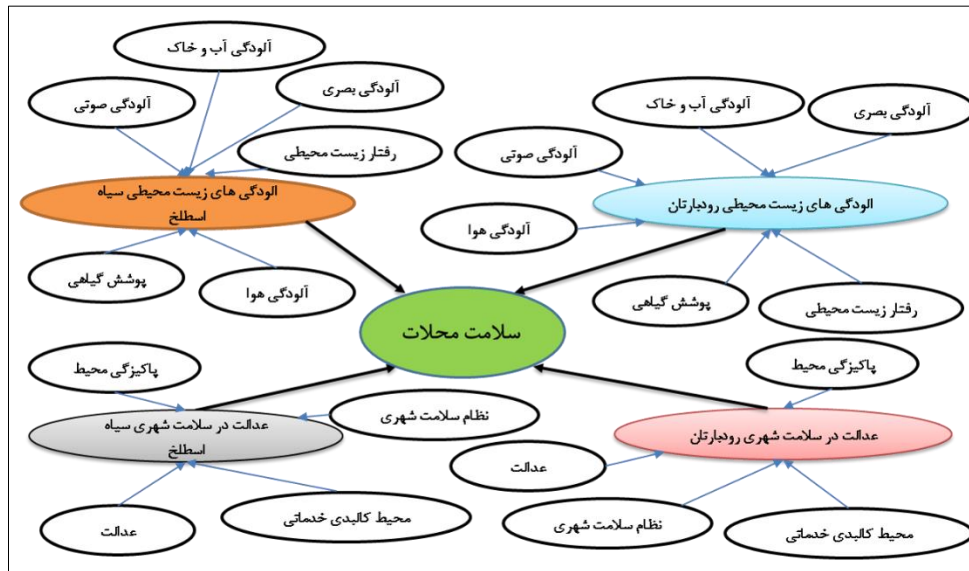 آلودگی آب و خاک
آلودگی بصری
آلودگی صوتی
رفتار زیست محیطی
الودگی های زیست محیطی سیاه
اسطلخ
پوشش گیاهی
آلودگی هوا
آلودگی آب و خاک
آلودگی بصری
آلودگی صوتی
الودگی های زیست محیطی رودبارتان
آلودگی هوا
پوشش گیاهی
رفتار زیست محیطی
سلامت محلات
پاکیزگی محیط
نظام سلامت شهری
عدالت در سلامت شهری سیاه
اسطلخ
عدالت
محیط کالبدی خدماتی
پاکیزگی محیط
عدالت در سلامت شهری رودبارتان
عدالت
نظام سلامت شهری
محیط کالبدی خدماتی